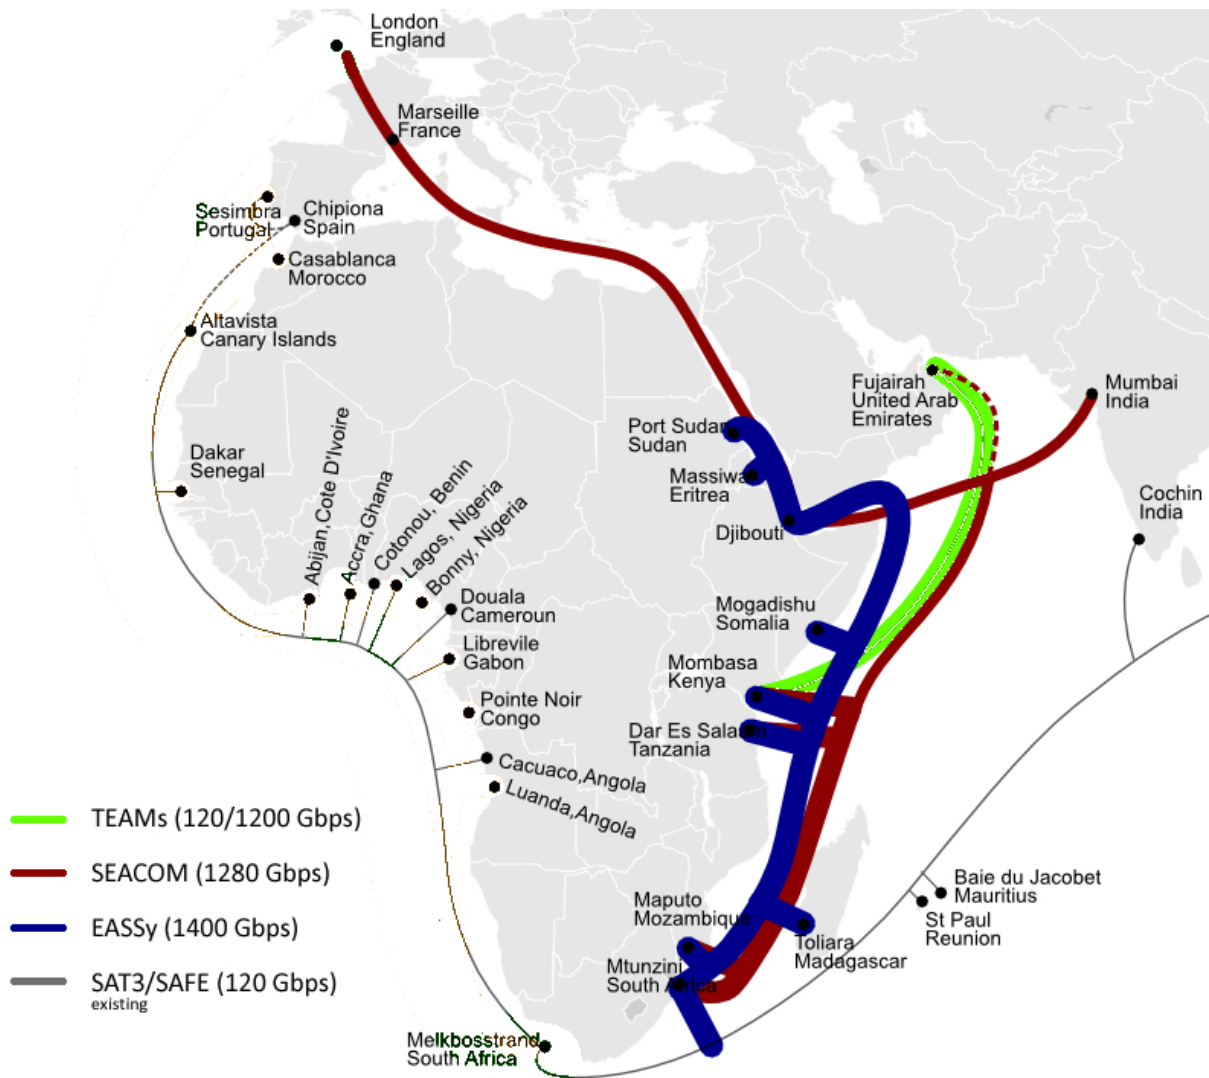 London
England
Marseille
France
Sesimbra
Portugal
Chipiona
Spain
Casablanca
Morocco
Altavista
Canary Islands
Fujairah
United Arab
Emirates
Mumbai
India
Port Sudan
Sudan
Massiwa
Eritrea
Djibouti
Dakar
Senegal
Abijan,Cote D'Ivoire
Accra,Ghana
Cotonou, Benin
Lagos, Nigeria
Bonny, Nigeria
Cochin
India
Douala
Cameroun
Mogadishu
Somalia
Librevile
Gabon
Mombasa
Kenya
Pointe Noir
Congo
Dar Es Salaam
Tanzania
Cacuaco,Angola
Luanda,Angola
TEAMs (120/1200 Gbps)
SEACOM (1280 Gbps)
EASSy (1400 Gbps)
SAT3/SAFE (120 Gbps)
existing
Maputo
Mozambique
Baie du Jacobet
Mauritius
St Paul
Reunion
Toliara
Madagascar
Mtunzini
South Africa
Melkbosstrand
South Africa